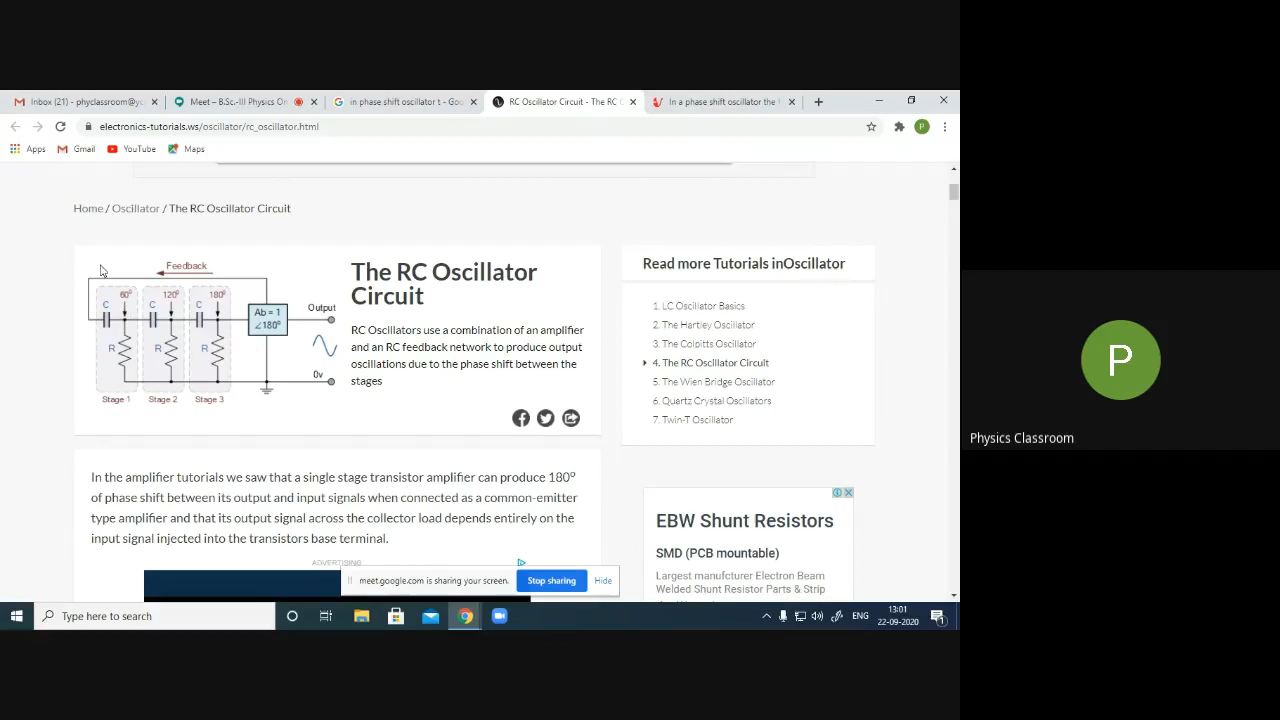 Inbox (21) - phyclassroom@yc
Meet – B.Sc.-III Physics On
in phase shift oscillator t - Goo
RC Oscillator Circuit - The RC O
In a phase shift oscillator the f
electronics-tutorials.ws/oscillator/rc_oscillator.html
P
Apps
Gmail
YouTube
Maps
Home / Oscillator / The RC Oscillator Circuit
Feedback
60⁰
120⁰
180⁰
C
C
C
R
R
R
Ab = 1
∠180⁰
Output
0v
Stage 1
Stage 2
Stage 3
The RC Oscillator
Circuit
RC Oscillators use a combination of an amplifier
and an RC feedback network to produce output
oscillations due to the phase shift between the
stages
Read more Tutorials inOscillator
1. LC Oscillator Basics
2. The Hartley Oscillator
3. The Colpitts Oscillator
4. The RC Oscillator Circuit
5. The Wien Bridge Oscillator
6. Quartz Crystal Oscillators
7. Twin-T Oscillator
In the amplifier tutorials we saw that a single stage transistor amplifier can produce 180⁰
of phase shift between its output and input signals when connected as a common-emitter
type amplifier and that its output signal across the collector load depends entirely on the
input signal injected into the transistors base terminal.
ADVERTISING
EBW Shunt Resistors
SMD (PCB mountable)
Largest manufcturer Electron Beam
Welded Shunt Resistor Parts & Strip
meet.google.com is sharing your screen.
Stop sharing
Hide
Type here to search
ENG
13:01
22-09-2020
1
P
Physics Classroom